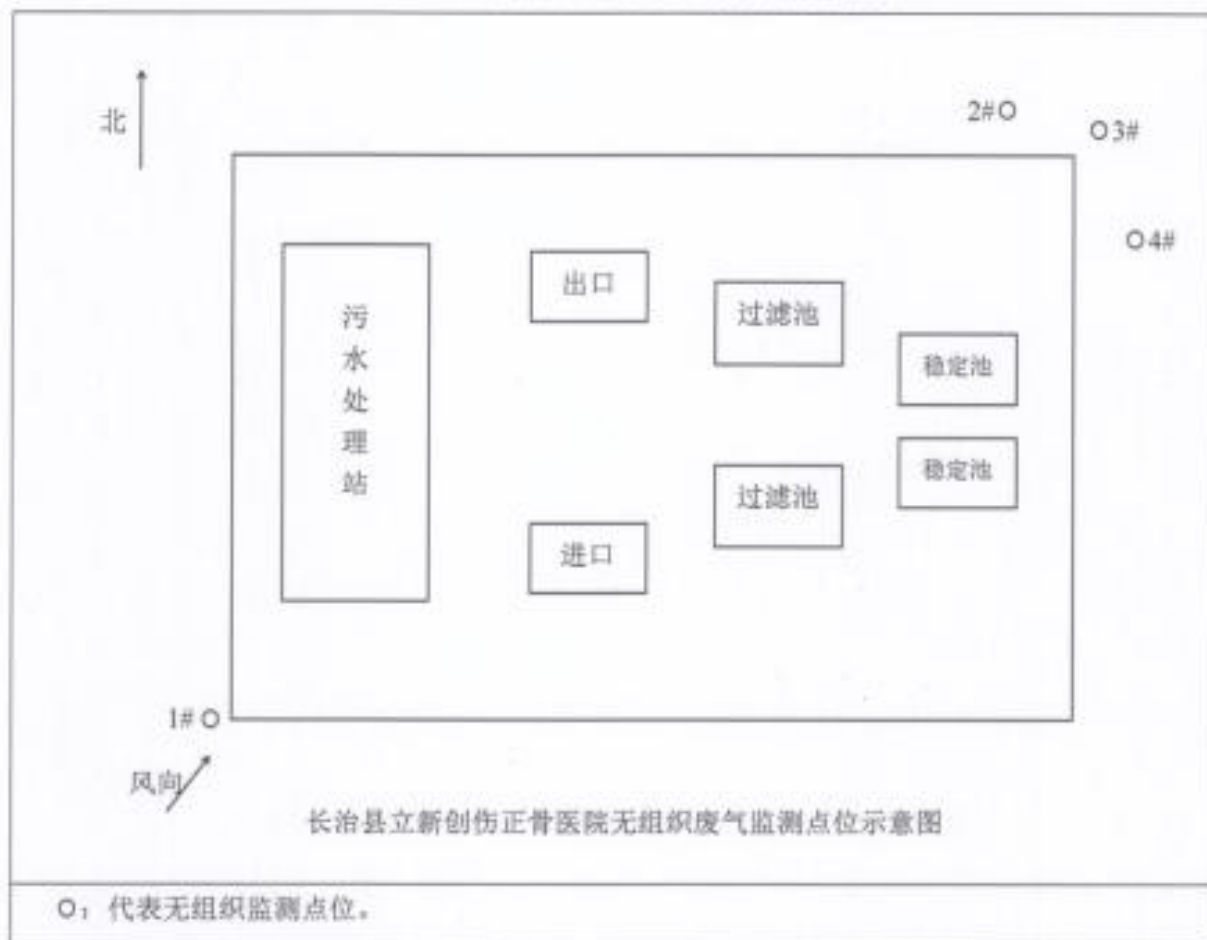 2#O
北
O3#
O4#
出口
过滤池
污水处理站
稳定池
稳定池
过滤池
进口
1#O
风向
长治县立新创伤正骨医院无组织废气监测点位示意图
O：代表无组织监测点位。